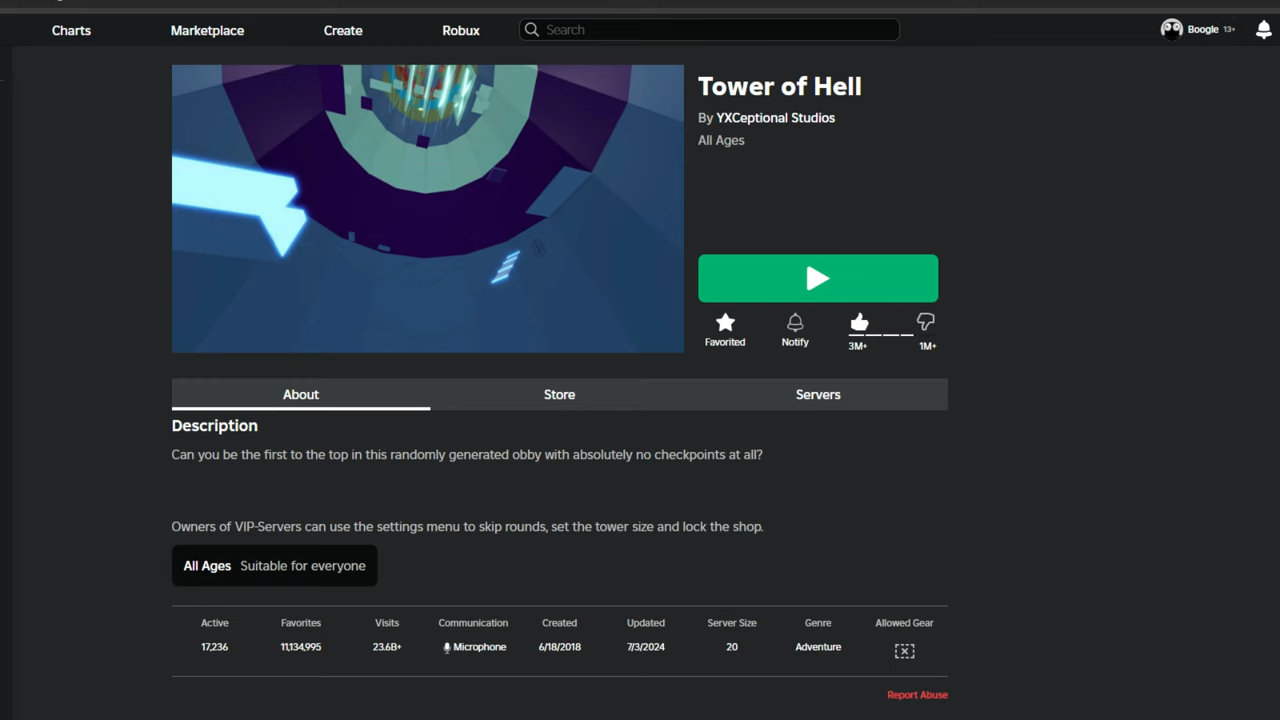 Charts Marketplace Create Robux Search Boogle 13+
Tower of Hell
By YXCeptional Studios
All Ages
Favorited Notify 3M+ 1M+
About Store Servers
Description
Can you be the first to the top in this randomly generated obby with absolutely no checkpoints at all?
Owners of VIP-Servers can use the settings menu to skip rounds, set the tower size and lock the shop.
All Ages Suitable for everyone
Active Favorites Visits Communication Created Updated Server Size Genre Allowed Gear
17,236 11,134,995 23.6B+ Microphone 6/18/2018 7/3/2024 20 Adventure
Report Abuse